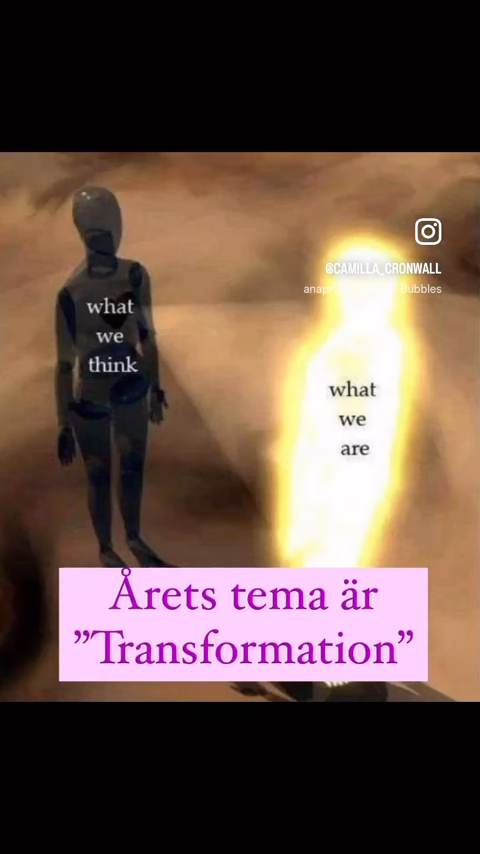 what
we
think
@CAMILLA_CRONWALL
Bubbles
what
we
are
Årets tema är
”Transformation”